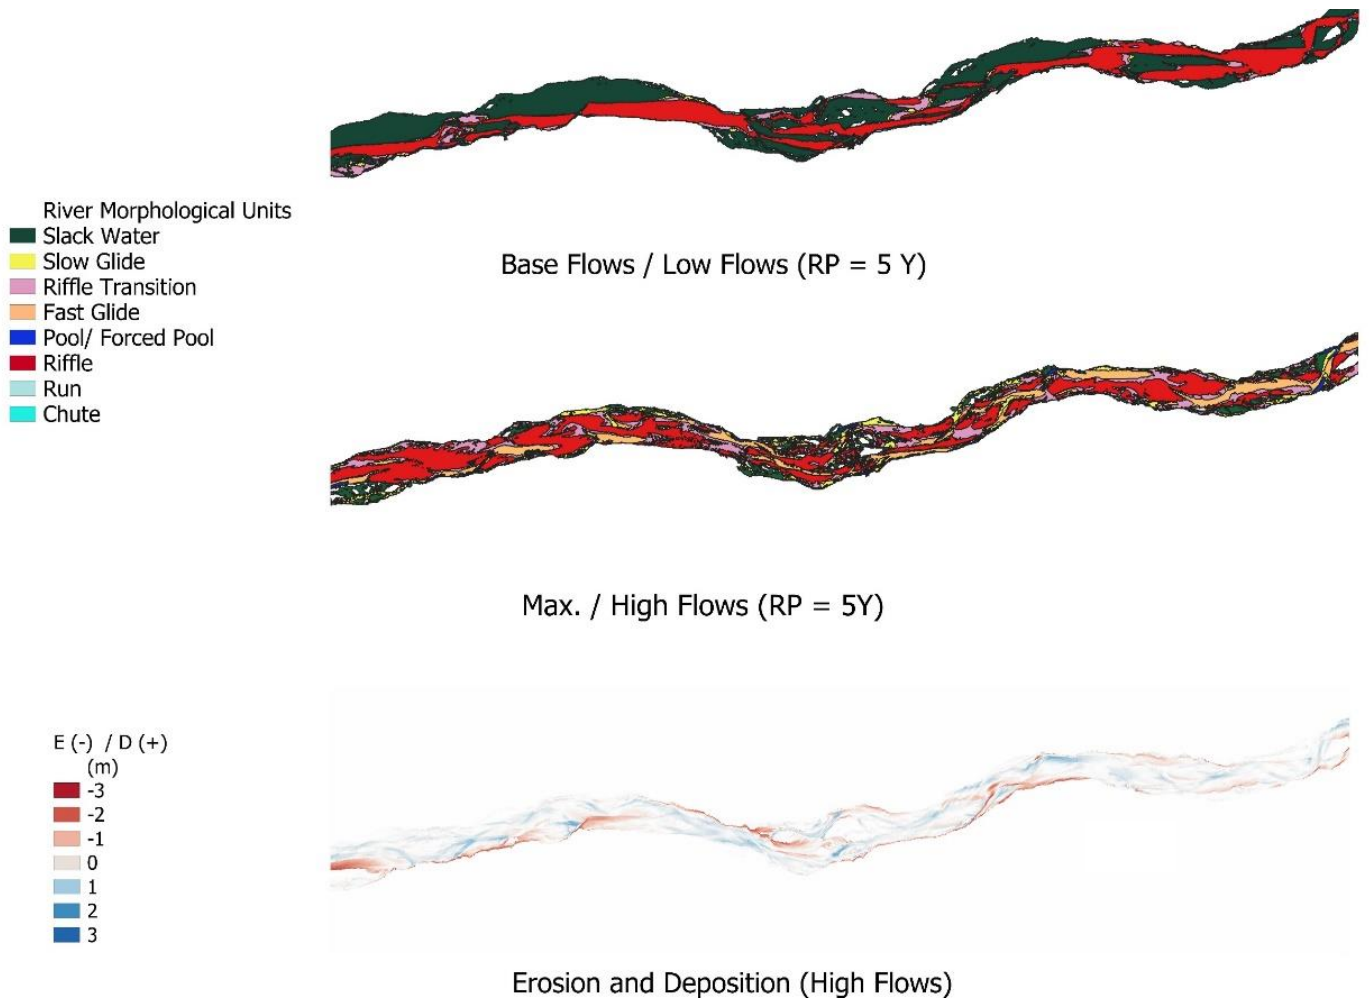 River Morphological Units
Slack Water
Slow Glide
Riffle Transition
Fast Glide
Pool/ Forced Pool
Riffle
Run
Chute
Base Flows / Low Flows (RP = 5 Y)
Max. / High Flows (RP = 5Y)
E (-) / D (+)
(m)
-3
-2
-1
0
1
2
3
Erosion and Deposition (High Flows)